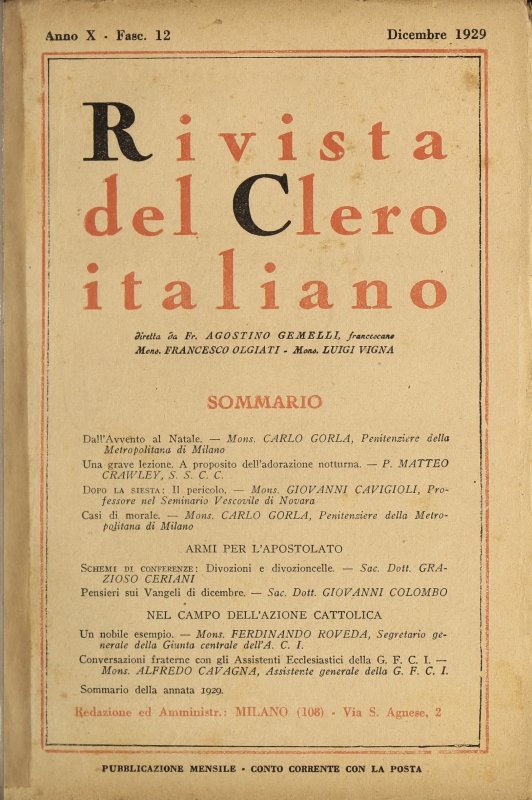 Anno X - Fasc. 12
Dicembre 1929
Rivista
del Clero
italiano
diretta da Fr. AGOSTINO GEMELLI, francescano
Mons. FRANCESCO OLGIATI - Mons. LUIGI VIGNA
SOMMARIO
Dall'Avvento al Natale. — Mons. CARLO GORLA, Penitenziere della
Metropolitana di Milano
Una grave lezione. A proposito dell'adorazione notturna. — P. MATTEO
CRAWLEY, S. S. C. C.
DOPO LA SIESTA: Il pericolo. — Mons. GIOVANNI CAVIGIOLI, Pro-
fessore nel Seminario Vescovile di Novara
Casi di morale. — Mons. CARLO GORLA, Penitenziere della Metro-
politana di Milano
ARMI PER L'APOSTOLATO
SCHEMI DI CONFERENZE: Divozioni e divozioncelle. — Sac. Dott. GRA-
ZIOSO CERIANI
Pensieri sui Vangeli di dicembre. — Sac. Dott. GIOVANNI COLOMBO
NEL CAMPO DELL'AZIONE CATTOLICA
Un nobile esempio. — Mons. FERDINANDO ROVEDA, Segretario ge-
nerale della Giunta centrale dell'A. C. I.
Conversazioni fraterne con gli Assistenti Ecclesiastici della G. F. C. I. —
Mons. ALFREDO CAVAGNA, Assistente generale della G. F. C. I.
Sommario della annata 1929.
Redazione ed Amministr.: MILANO (108) - Via S. Agnese, 2
PUBBLICAZIONE MENSILE - CONTO CORRENTE CON LA POSTA